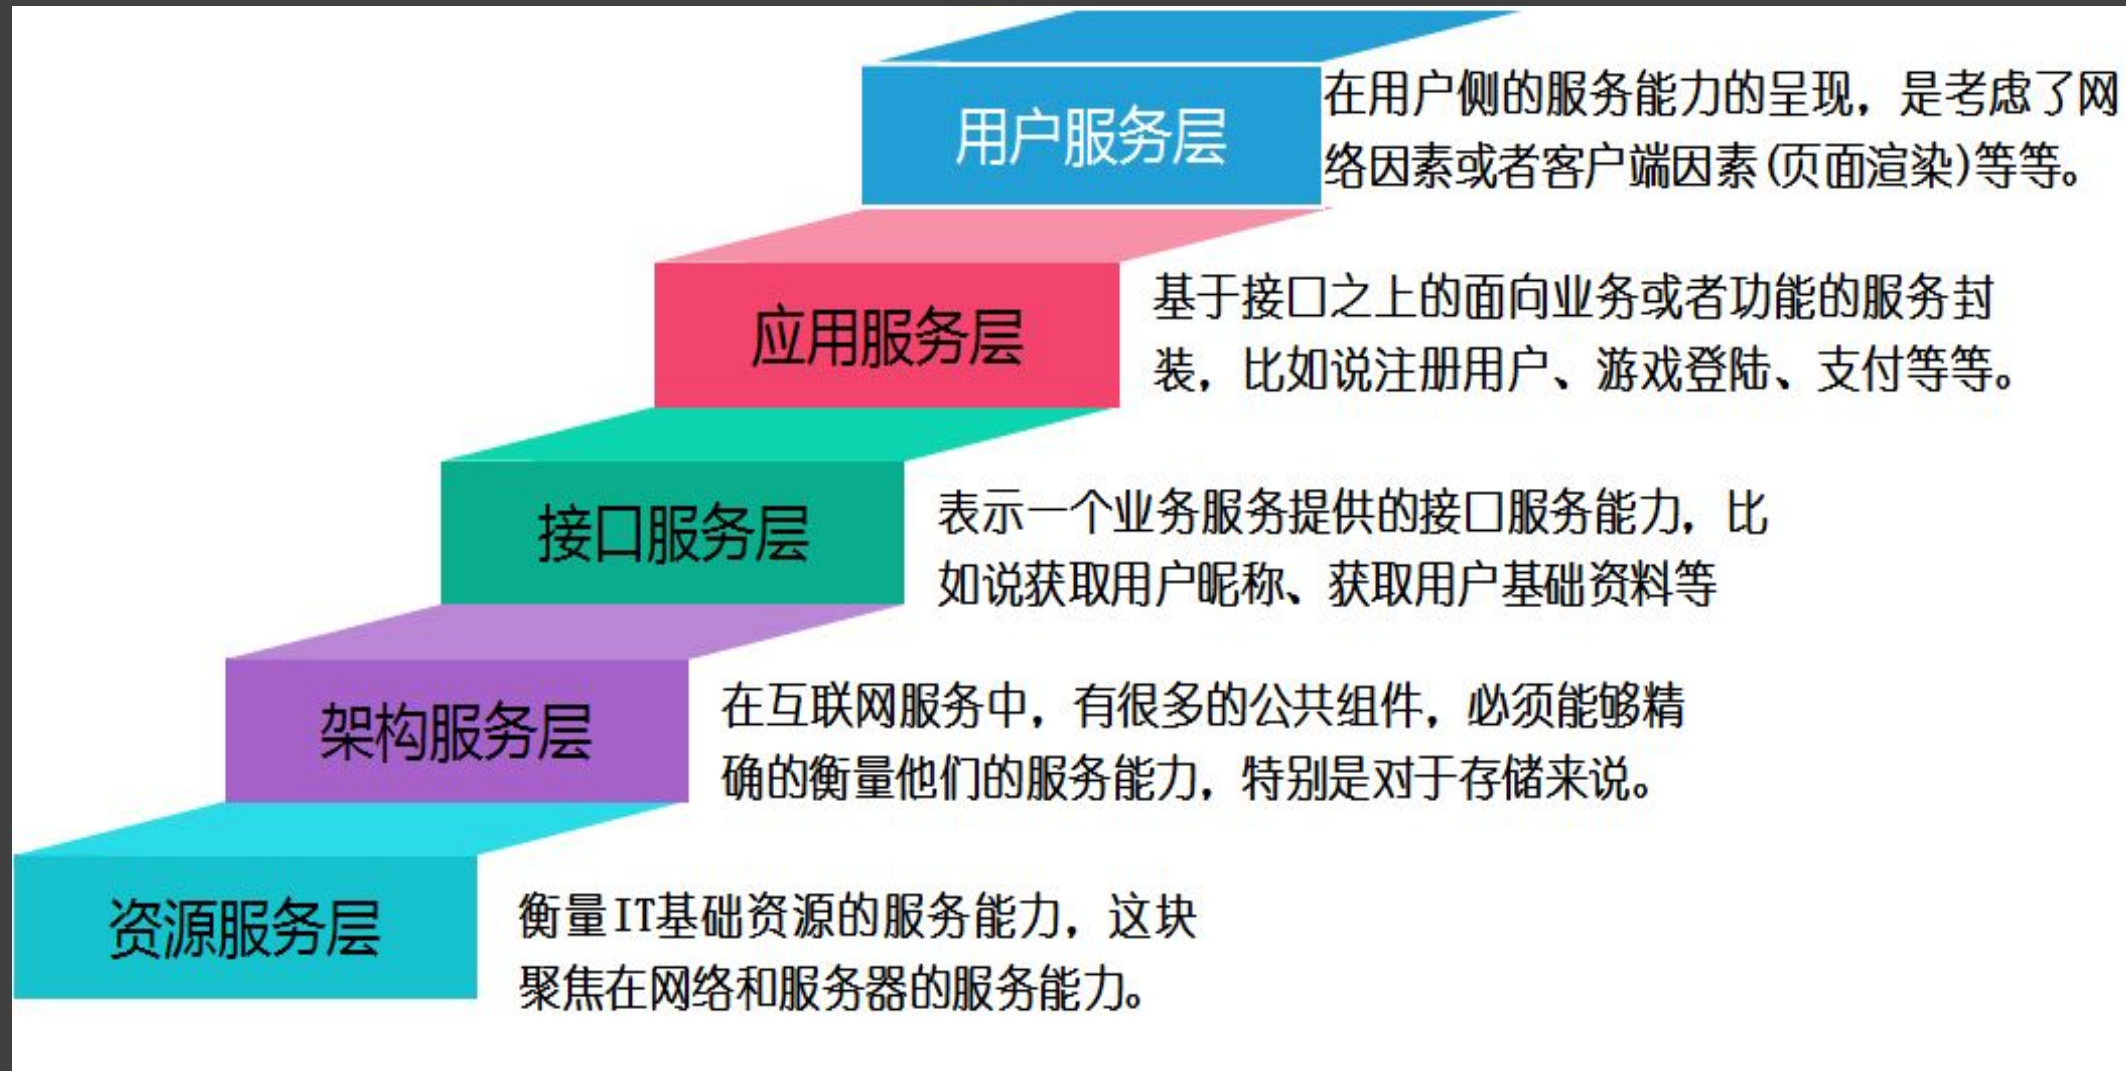 用户服务层
在用户侧的服务能力的呈现，是考虑了网
络因素或者客户端因素(页面渲染)等等。
应用服务层
基于接口之上的面向业务或者功能的服务封
装，比如说注册用户、游戏登陆、支付等等。
接口服务层
表示一个业务服务提供的接口服务能力，比
如说获取用户昵称、获取用户基础资料等
架构服务层
在互联网服务中，有很多的公共组件，必须能够精
确的衡量他们的服务能力，特别是对于存储来说。
资源服务层
衡量IT基础资源的服务能力，这块
聚焦在网络和服务器的服务能力。